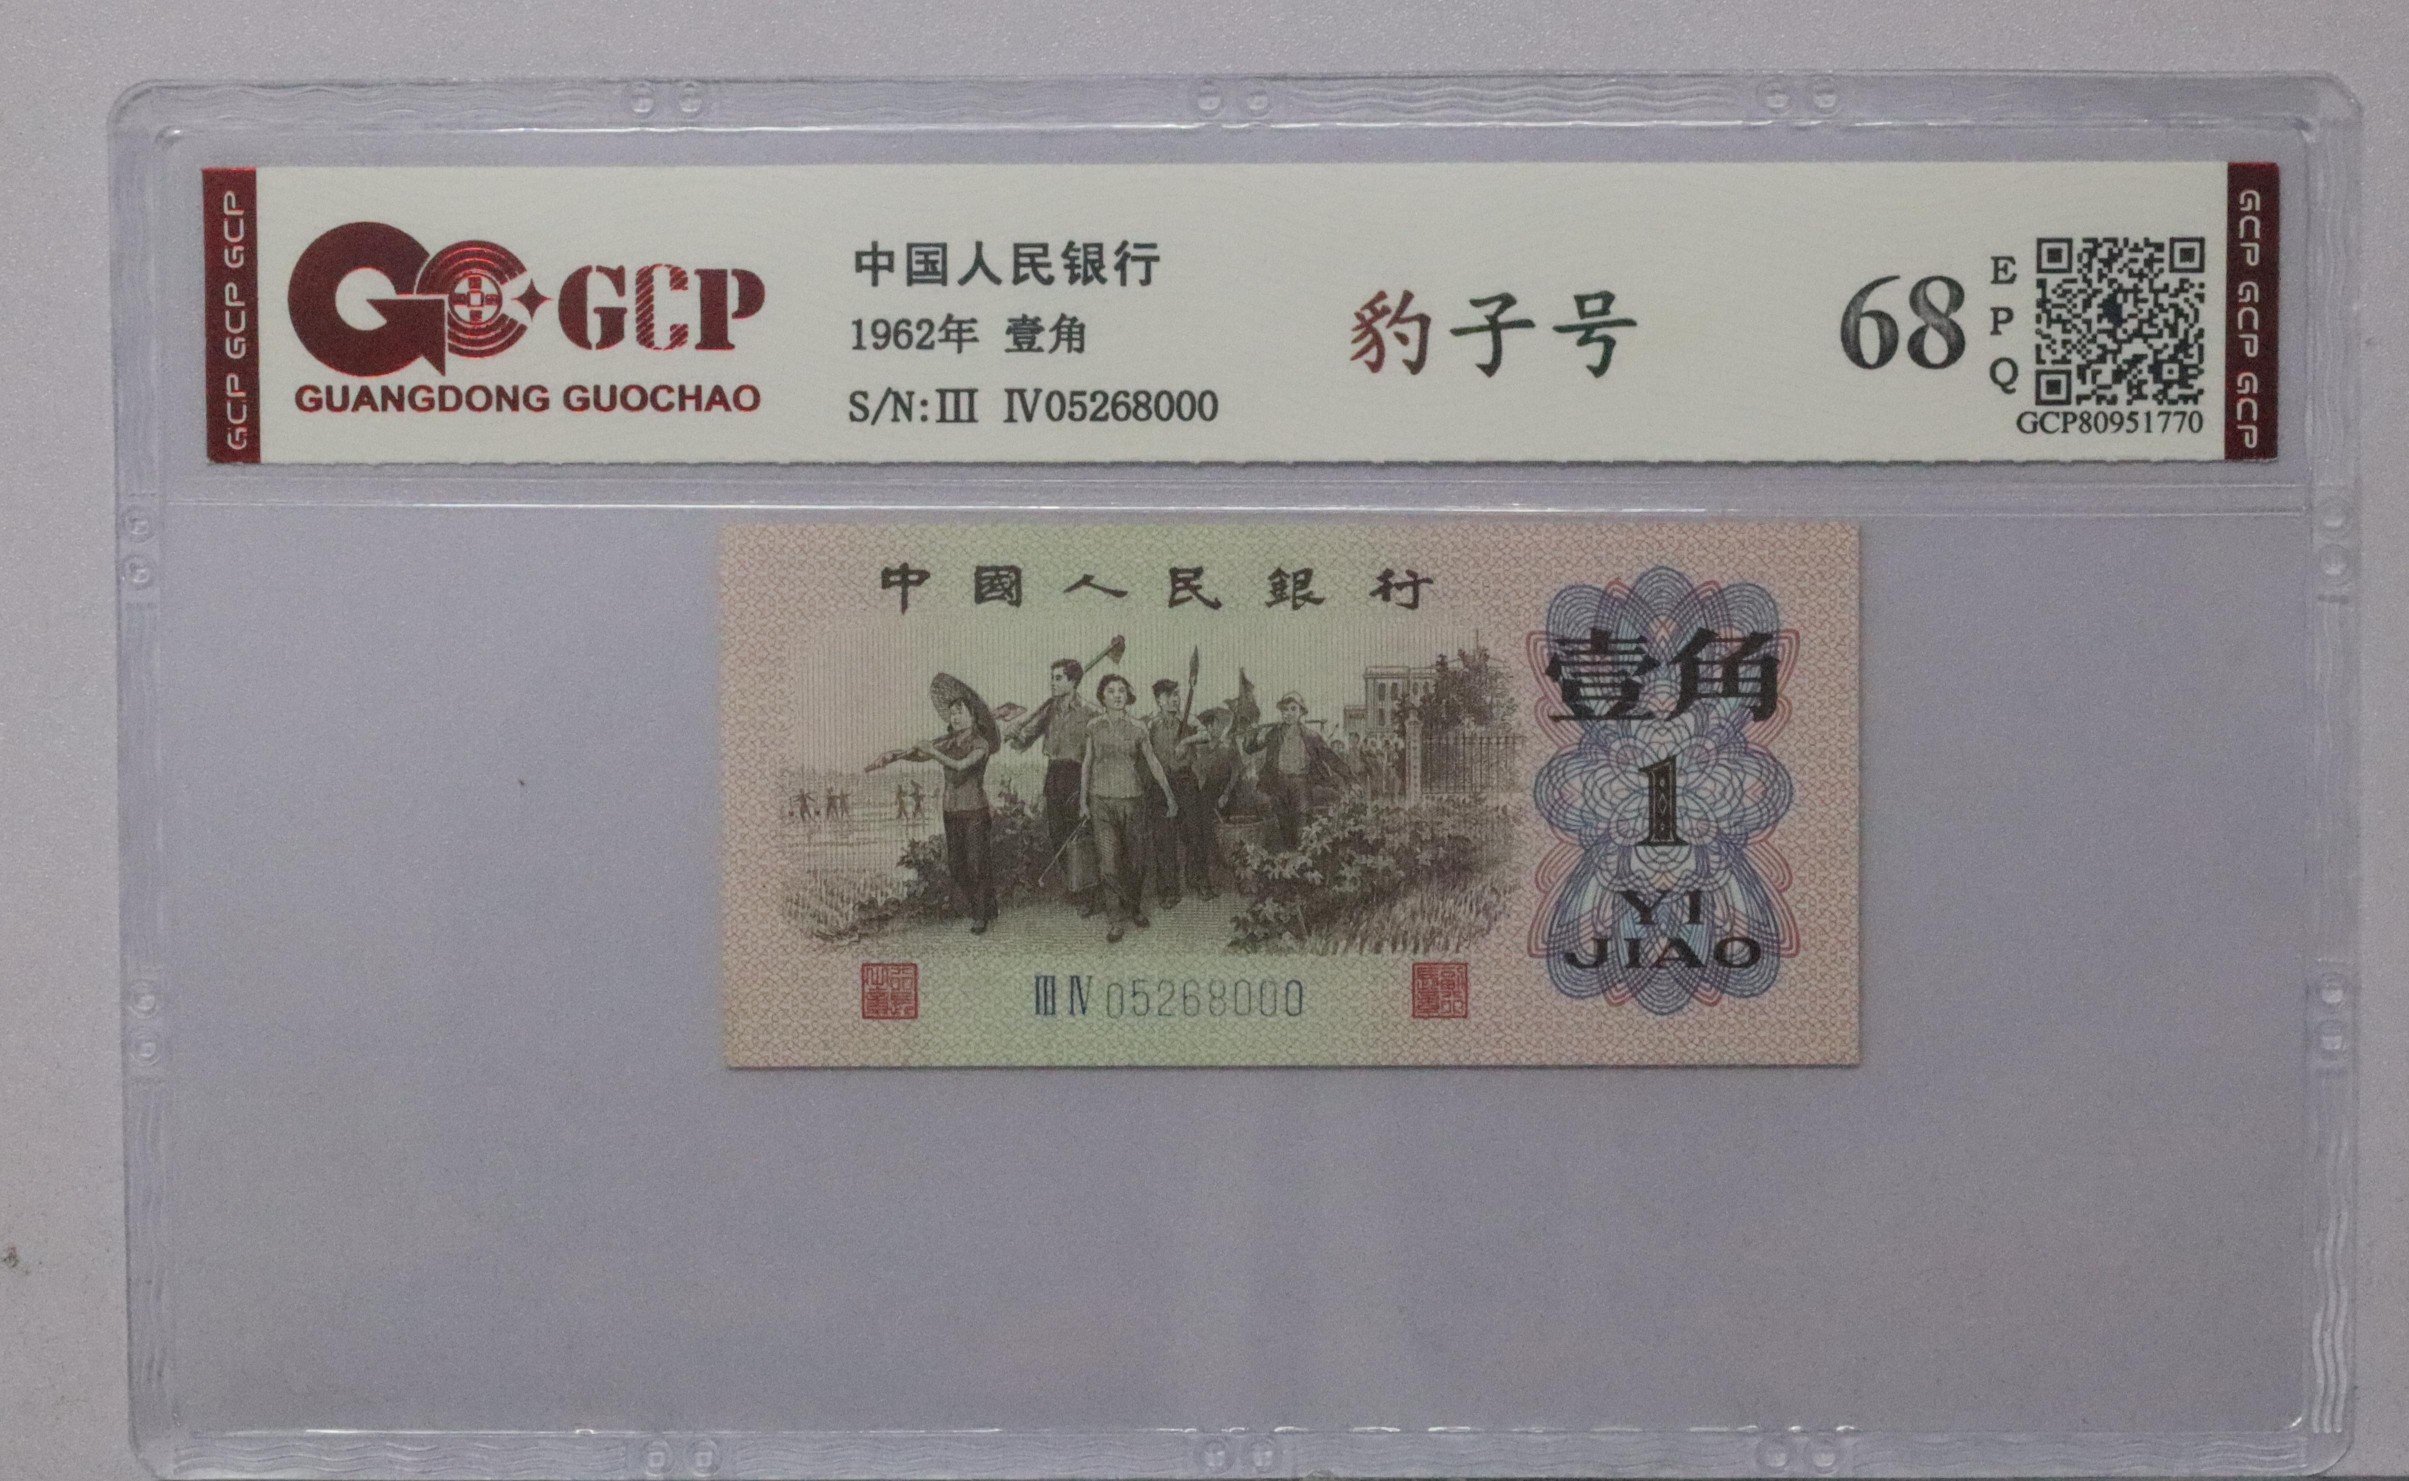 GCP GCP GCP
GCP
GUANGDONG GUOCHAO
中国人民银行
1962年 壹角
S/N:Ⅲ Ⅳ05268000
豹子号
68
E
P
Q
GCP80951770
GCP GCP GCP
中國人民銀行
壹角
1
YI
JIAO
Ⅲ Ⅳ 05268000